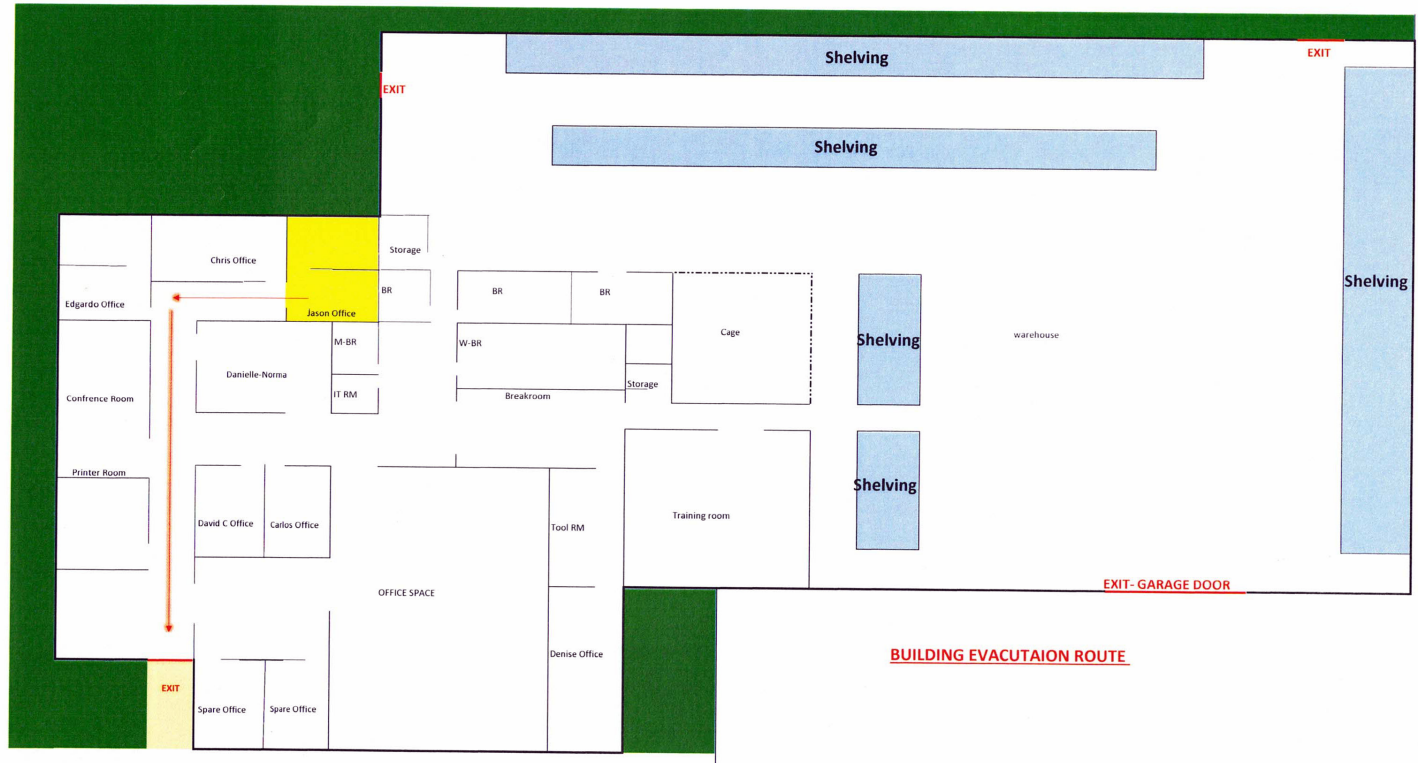 Shelving
EXIT
EXIT
Shelving
Storage
Chris Office
Shelving
Edgardo Office
BR
BR
BR
Jason Office
Cage
warehouse
M-BR
W-BR
Shelving
Danielle-Norma
Storage
IT RM
Breakroom
Confrence Room
Printer Room
Shelving
David C Office
Carlos Office
Tool RM
Training room
EXIT- GARAGE DOOR
OFFICE SPACE
Denise Office
BUILDING EVACUTAION ROUTE
EXIT
Spare Office
Spare Office